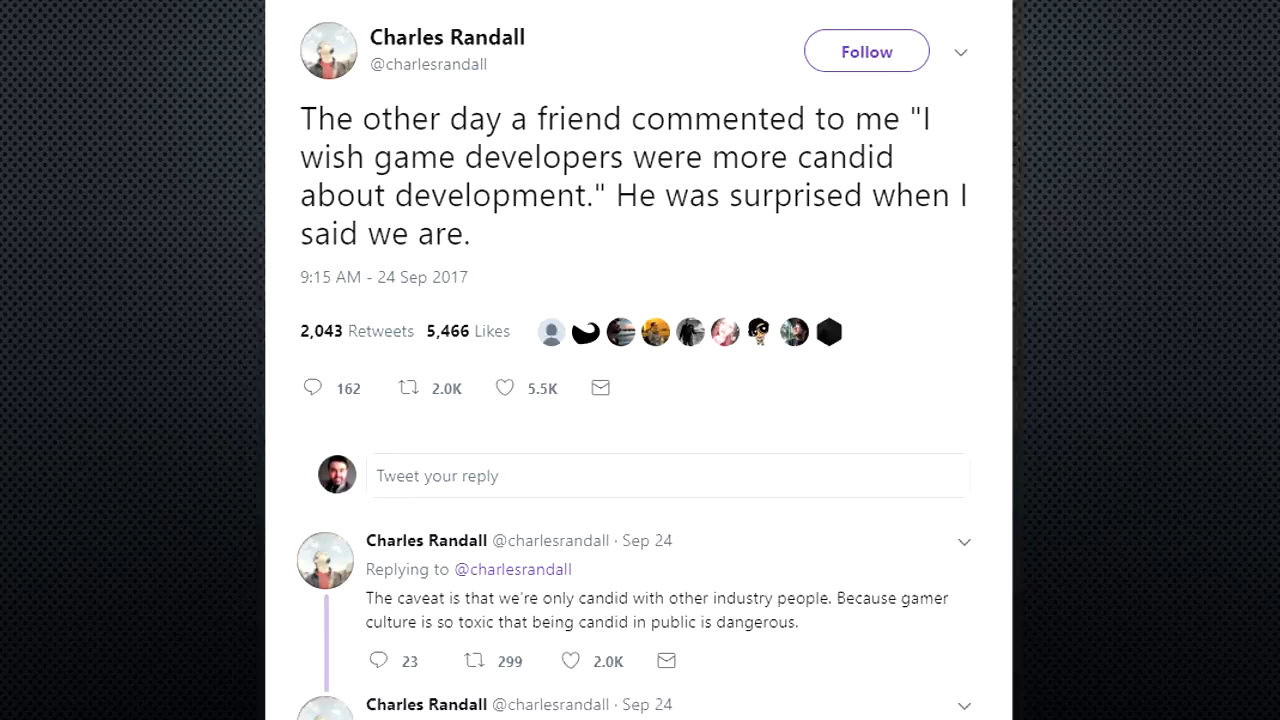 Charles Randall
@charlesrandall
Follow
The other day a friend commented to me "I
wish game developers were more candid
about development." He was surprised when I
said we are.
9:15 AM - 24 Sep 2017
2,043 Retweets 5,466 Likes
162 2.0K 5.5K
Tweet your reply
Charles Randall @charlesrandall · Sep 24
Replying to @charlesrandall
The caveat is that we're only candid with other industry people. Because gamer
culture is so toxic that being candid in public is dangerous.
23 299 2.0K
Charles Randall @charlesrandall · Sep 24